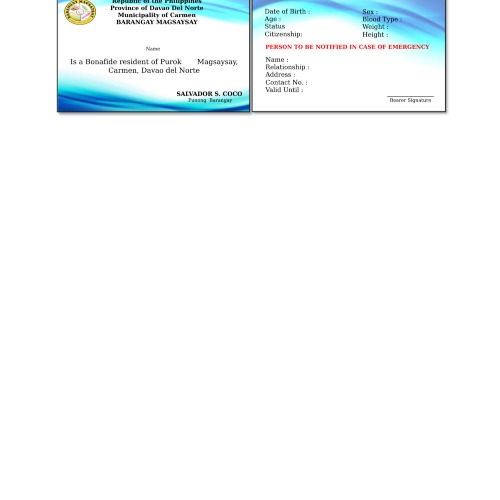 Republic of the Philippines
Province of Davao Del Norte
Municipality of Carmen
BARANGAY MAGSAYSAY
Name
Is a Bonafide resident of Purok Magsaysay,
Carmen, Davao del Norte
SALVADOR S. COCO
Punong Barangay
Date of Birth : Sex :
Age : Blood Type :
Status Weight :
Citizenship: Height :
PERSON TO BE NOTIFIED IN CASE OF EMERGENCY
Name :
Relationship :
Address :
Contact No. :
Valid Until :
Bearer Signature